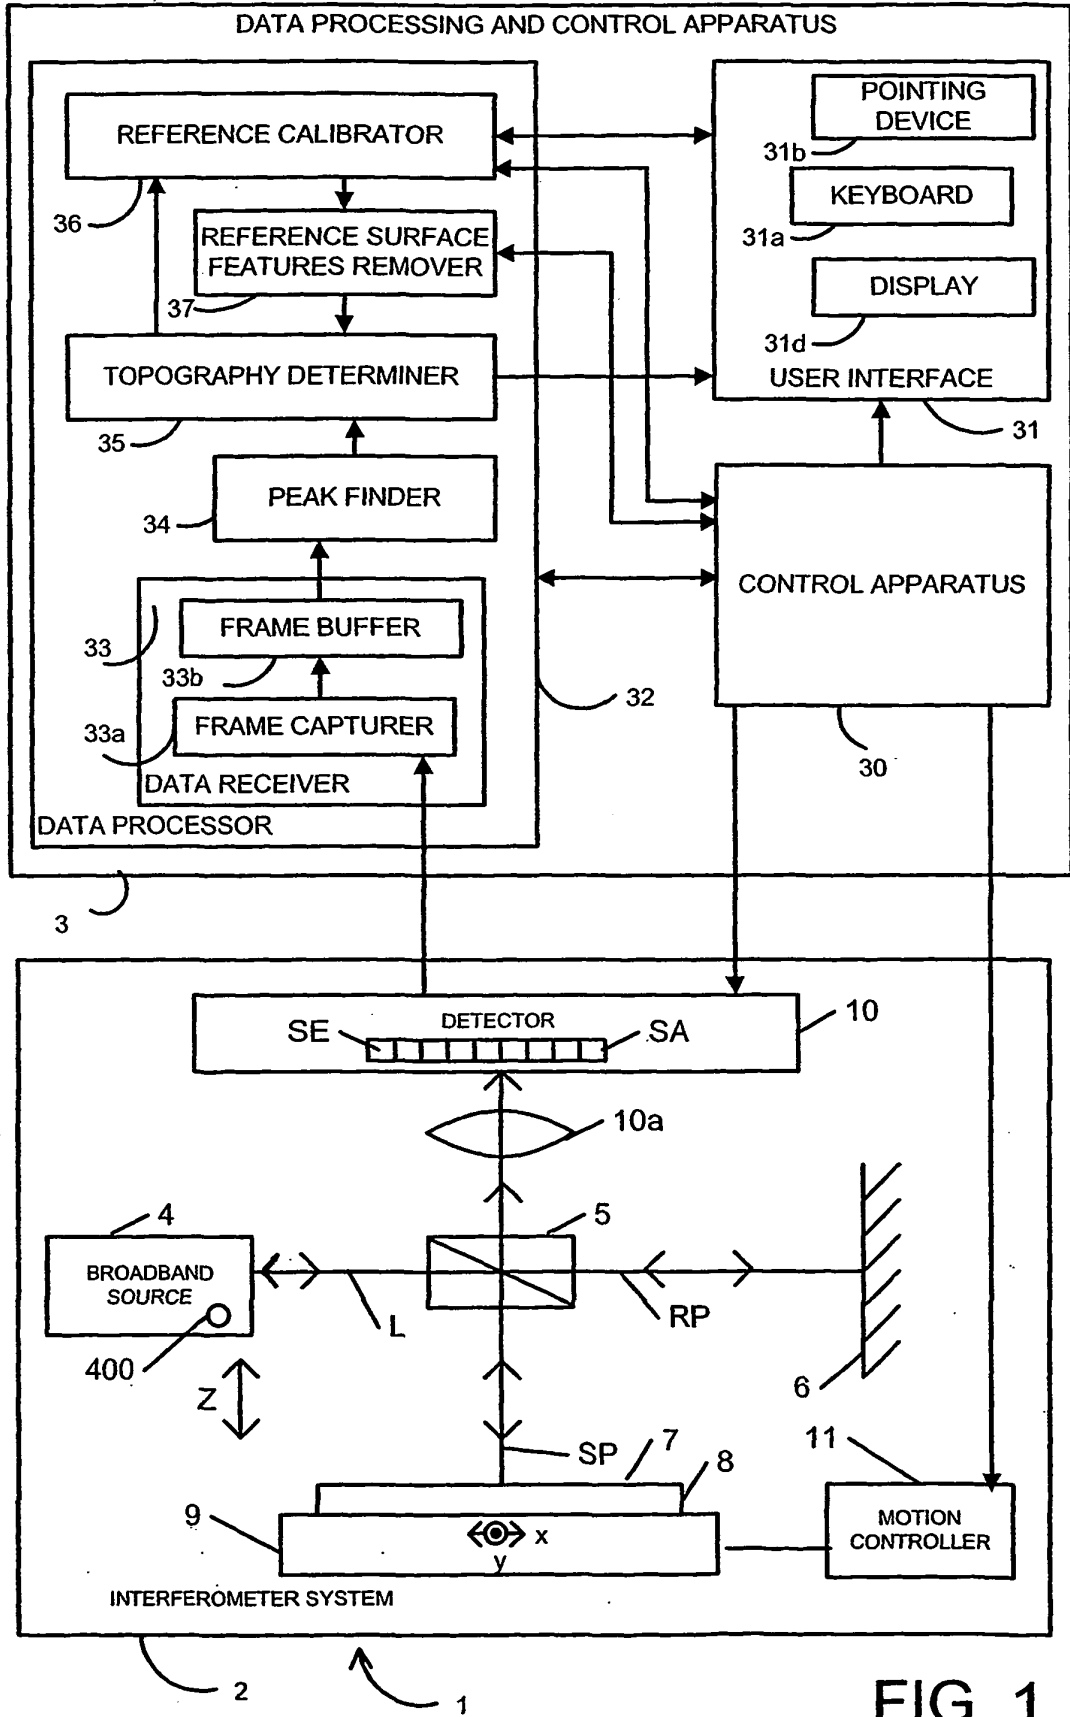 DATA PROCESSING AND CONTROL APPARATUS
REFERENCE CALIBRATOR
36
REFERENCE SURFACE
FEATURES REMOVER
37
TOPOGRAPHY DETERMINER
35
PEAK FINDER
34
33
FRAME BUFFER
33b
33a
FRAME CAPTURER
DATA RECEIVER
DATA PROCESSOR
32
POINTING
DEVICE
31b
KEYBOARD
31a
DISPLAY
31d
USER INTERFACE
31
CONTROL APPARATUS
30
3
DETECTOR
SE
SA
10
10a
4
BROADBAND
SOURCE
400
L
5
RP
6
Z
SP
7
8
9
x
y
11
MOTION
CONTROLLER
INTERFEROMETER SYSTEM
2
1
FIG. 1